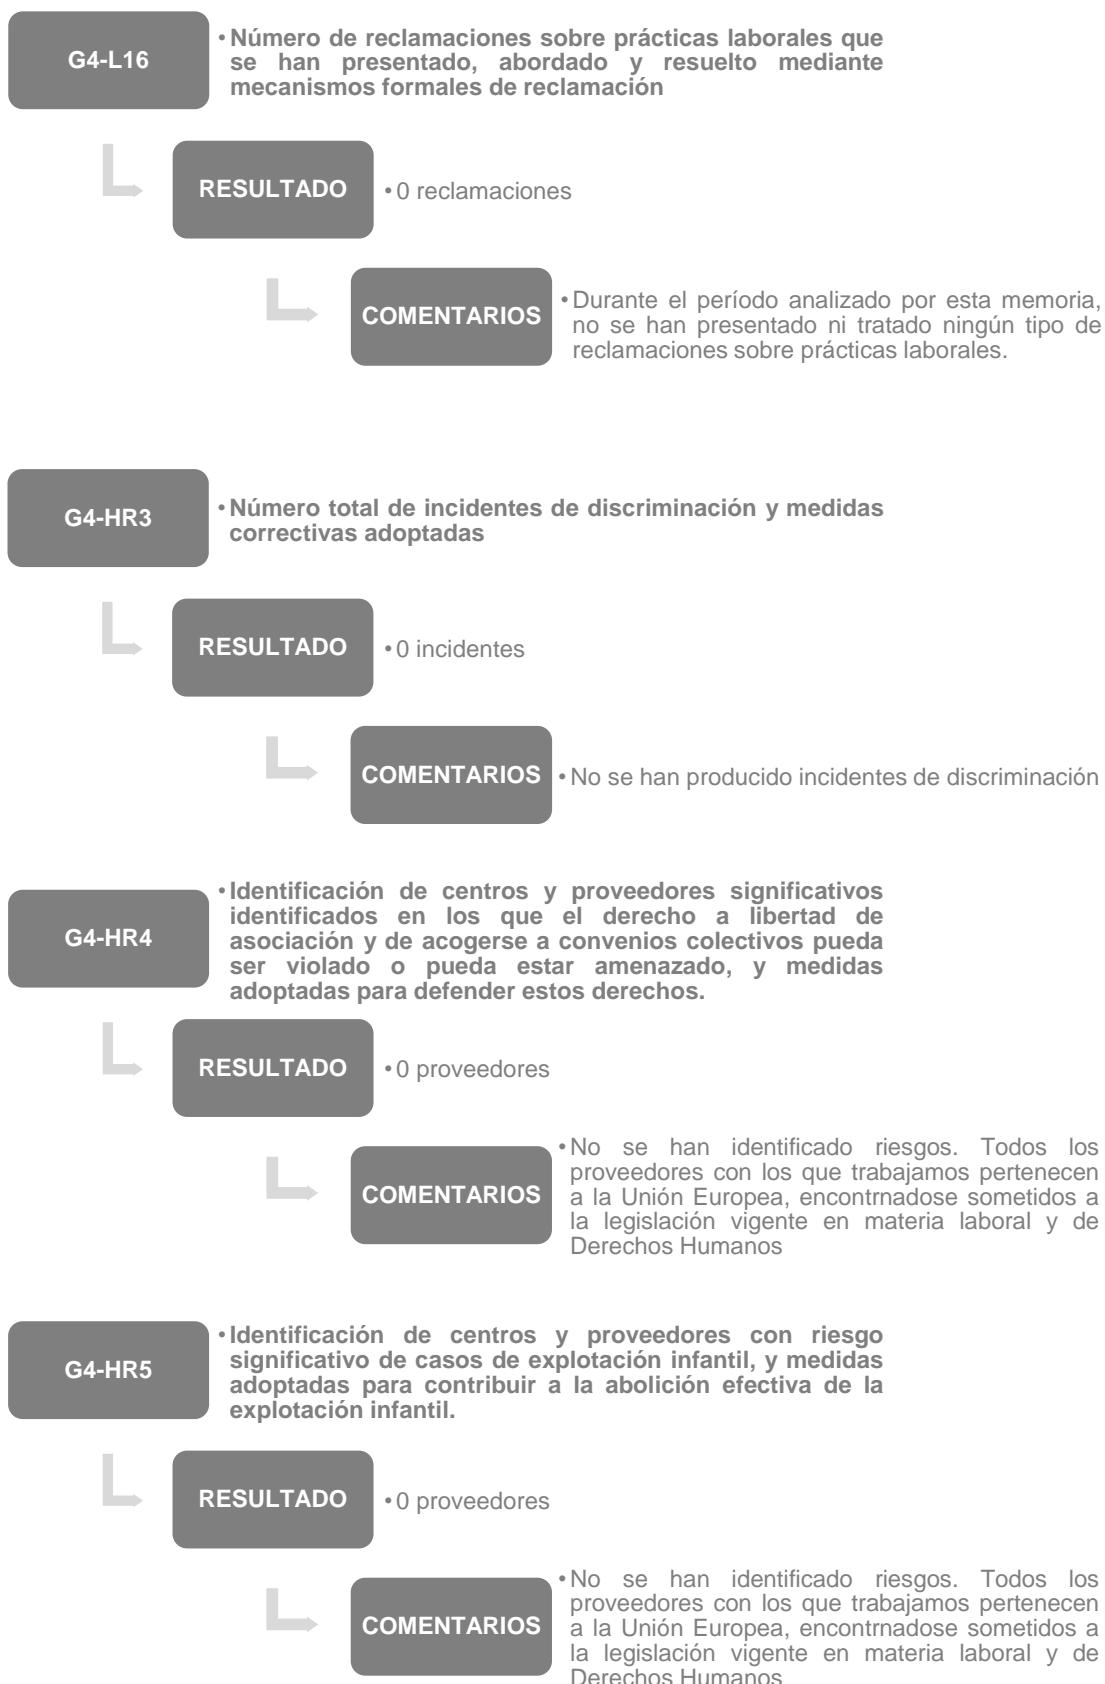 G4-L16
•Número de reclamaciones sobre prácticas laborales que
se han presentado, abordado y resuelto mediante
mecanismos formales de reclamación
RESULTADO
•0 reclamaciones
COMENTARIOS
•Durante el período analizado por esta memoria,
no se han presentado ni tratado ningún tipo de
reclamaciones sobre prácticas laborales.
G4-HR3
•Número total de incidentes de discriminación y medidas
correctivas adoptadas
RESULTADO
•0 incidentes
COMENTARIOS
•No se han producido incidentes de discriminación
G4-HR4
•Identificación de centros y proveedores significativos
identificados en los que el derecho a libertad de
asociación y de acogerse a convenios colectivos pueda
ser violado o pueda estar amenazado, y medidas
adoptadas para defender estos derechos.
RESULTADO
•0 proveedores
COMENTARIOS
•No se han identificado riesgos. Todos los
proveedores con los que trabajamos pertenecen
a la Unión Europea, encontrnadose sometidos a
la legislación vigente en materia laboral y de
Derechos Humanos
G4-HR5
•Identificación de centros y proveedores con riesgo
significativo de casos de explotación infantil, y medidas
adoptadas para contribuir a la abolición efectiva de la
explotación infantil.
RESULTADO
•0 proveedores
COMENTARIOS
•No se han identificado riesgos. Todos los
proveedores con los que trabajamos pertenecen
a la Unión Europea, encontrnadose sometidos a
la legislación vigente en materia laboral y de
Derechos Humanos